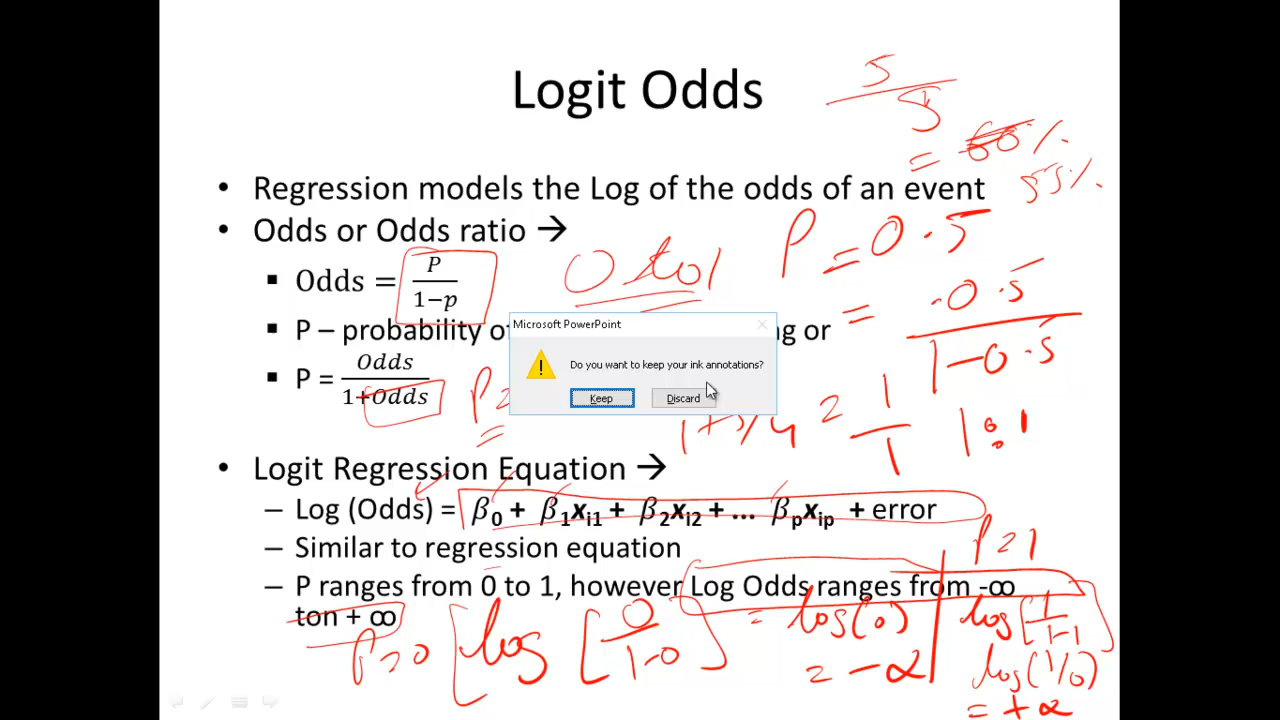 Logit Odds
5
5
= 60%
55%
• Regression models the Log of the odds of an event
• Odds or Odds ratio →
P = 0.5
0 to 1
▪ Odds = P
1−p
= 0.5
1-0.5
Microsoft PowerPoint
▪ P – probability of
ng or
Do you want to keep your ink annotations?
▪ P = Odds
1+Odds
P=
Keep
Discard
= 1
1
1:1
• Logit Regression Equation →
– Log (Odds) = β0 + β1xi1 + β2xi2 + ... βpxip + error
– Similar to regression equation
P=1
– P ranges from 0 to 1, however Log Odds ranges from -∞
ton + ∞
P=0 [log [0
1-0] = log(0)
= -∝
log[1
1-1]
log(1/0)
= +∝